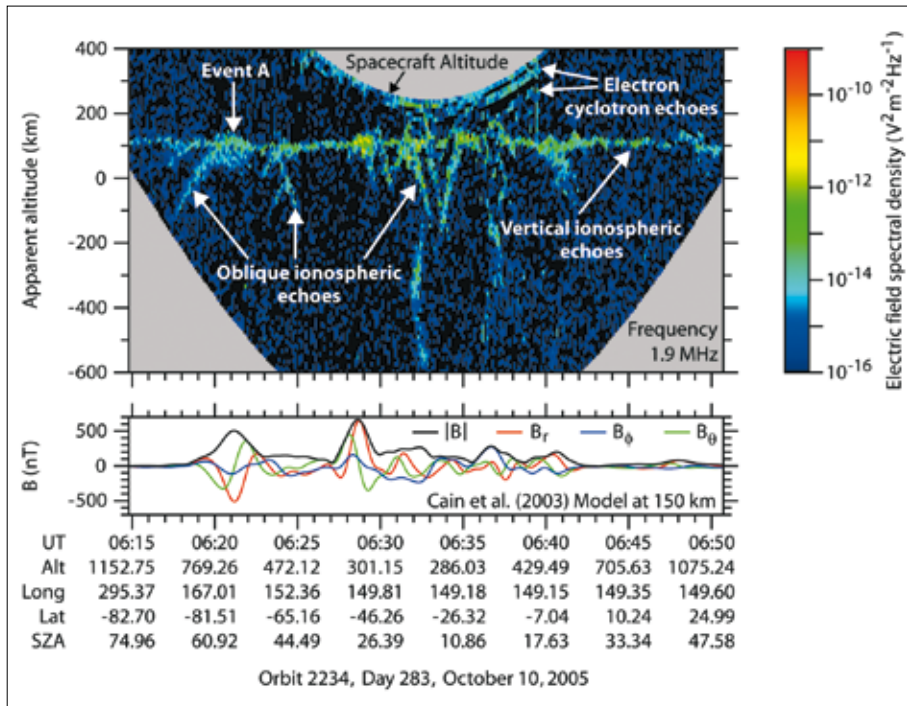 400
200
0
-200
-400
-600
Apparent altitude (km)
Event A
Spacecraft Altitude
Electron
cyclotron echoes
Oblique ionospheric
echoes
Vertical ionospheric
echoes
Frequency
1.9 MHz
10⁻¹⁰
10⁻¹²
10⁻¹⁴
10⁻¹⁶
Electric field spectral density (V²m⁻²Hz⁻¹)
500
0
-500
B (nT)
|B| Bᵣ Bϕ Bθ
Cain et al. (2003) Model at 150 km
UT 06:15 06:20 06:25 06:30 06:35 06:40 06:45 06:50
Alt 1152.75 769.26 472.12 301.15 286.03 429.49 705.63 1075.24
Long 295.37 167.01 152.36 149.81 149.18 149.15 149.35 149.60
Lat -82.70 -81.51 -65.16 -46.26 -26.32 -7.04 10.24 24.99
SZA 74.96 60.92 44.49 26.39 10.86 17.63 33.34 47.58
Orbit 2234, Day 283, October 10, 2005